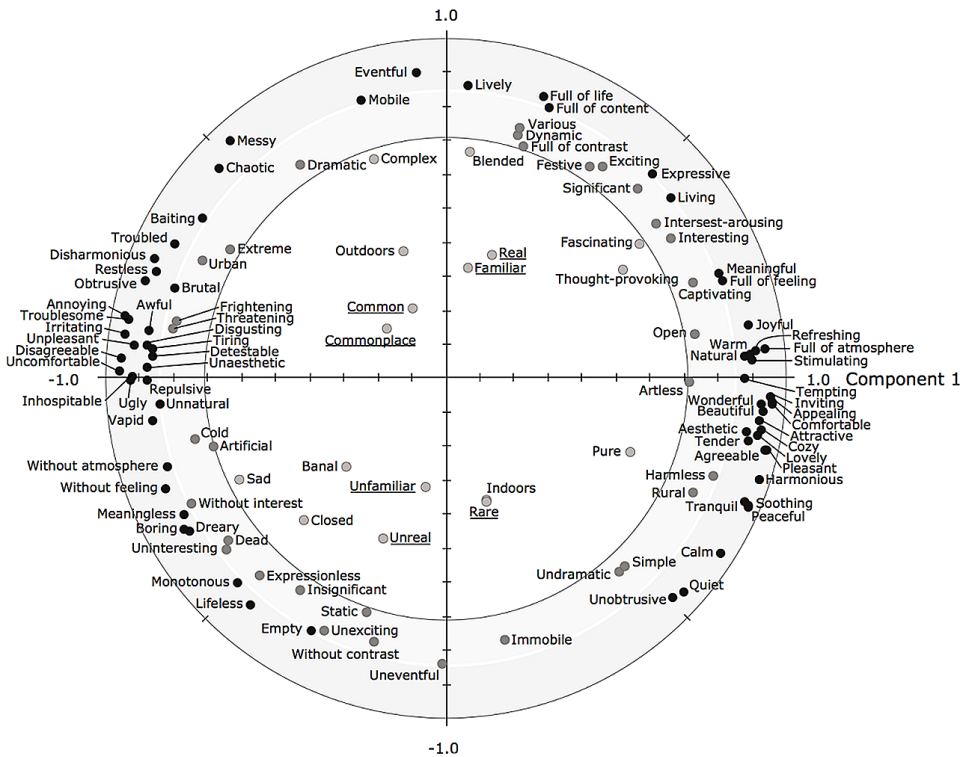 1.0
Eventful
Lively
Mobile
Full of life
Full of content
Various
Dynamic
Messy
Full of contrast
Complex
Blended
Dramatic
Festive
Exciting
Chaotic
Expressive
Significant
Living
Baiting
Intersest-arousing
Troubled
Interesting
Fascinating
Extreme
Outdoors
Real
Disharmonious
Urban
Familiar
Restless
Meaningful
Obtrusive
Brutal
Thought-provoking
Full of feeling
Captivating
Annoying
Awful
Frightening
Common
Troublesome
Threatening
Joyful
Irritating
Disgusting
Open
Refreshing
Unpleasant
Tiring
Commonplace
Warm
Full of atmosphere
Disagreeable
Detestable
Natural
Stimulating
Uncomfortable
Unaesthetic
-1.0
1.0 Component 1
Repulsive
Artless
Tempting
Inhospitable
Ugly
Unnatural
Wonderful
Inviting
Beautiful
Appealing
Vapid
Comfortable
Cold
Aesthetic
Attractive
Artificial
Tender
Cozy
Pure
Agreeable
Lovely
Without atmosphere
Banal
Pleasant
Sad
Harmless
Harmonious
Without feeling
Unfamiliar
Indoors
Rural
Without interest
Rare
Tranquil
Soothing
Meaningless
Closed
Peaceful
Boring
Dreary
Dead
Unreal
Uninteresting
Calm
Simple
Expressionless
Undramatic
Monotonous
Insignificant
Quiet
Lifeless
Unobtrusive
Static
Empty
Unexciting
Immobile
Without contrast
Uneventful
-1.0